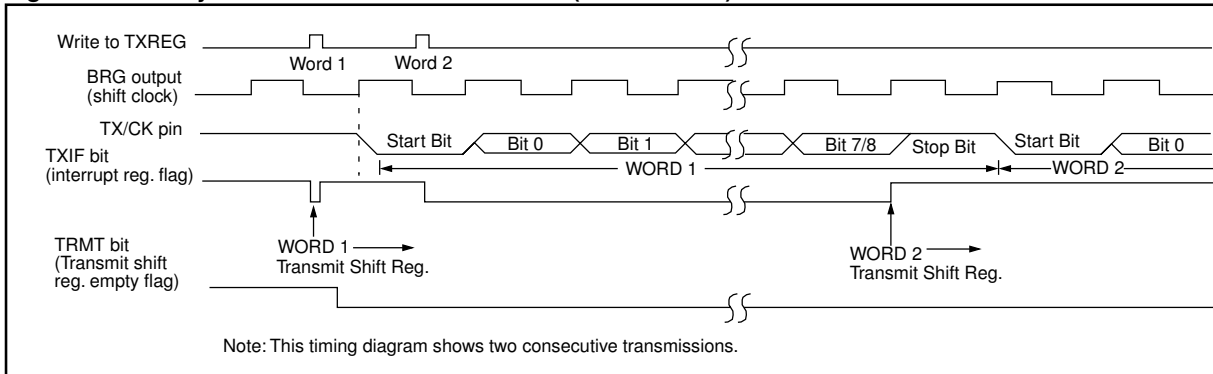 Write to TXREG
Word 1
Word 2
BRG output
(shift clock)
TX/CK pin
Start Bit
Bit 0
Bit 1
Bit 7/8
Stop Bit
Start Bit
Bit 0
TXIF bit
(interrupt reg. flag)
WORD 1
WORD 2
WORD 1
Transmit Shift Reg.
WORD 2
Transmit Shift Reg.
TRMT bit
(Transmit shift
reg. empty flag)
Note: This timing diagram shows two consecutive transmissions.